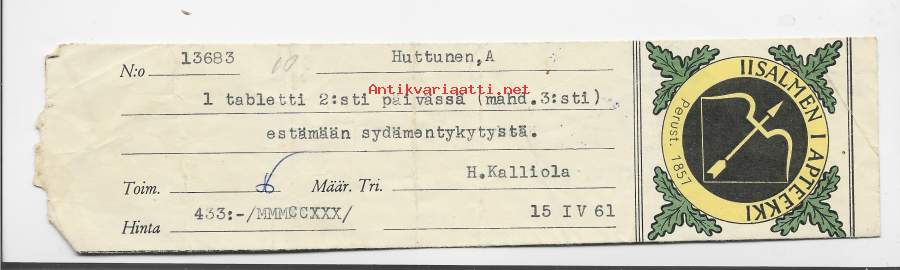 N:o 13683 10 Huttunen,A
Antikvariaatti.net
1 tabletti 2:sti päivässä (mahd.3:sti)
estämään sydämentykytystä.
Toim. Määr. Tri. H.Kalliola
Hinta 433:-/MMMCCXXX/ 15 IV 61
IISALMEN I APTEEKKI
Perust. 1857